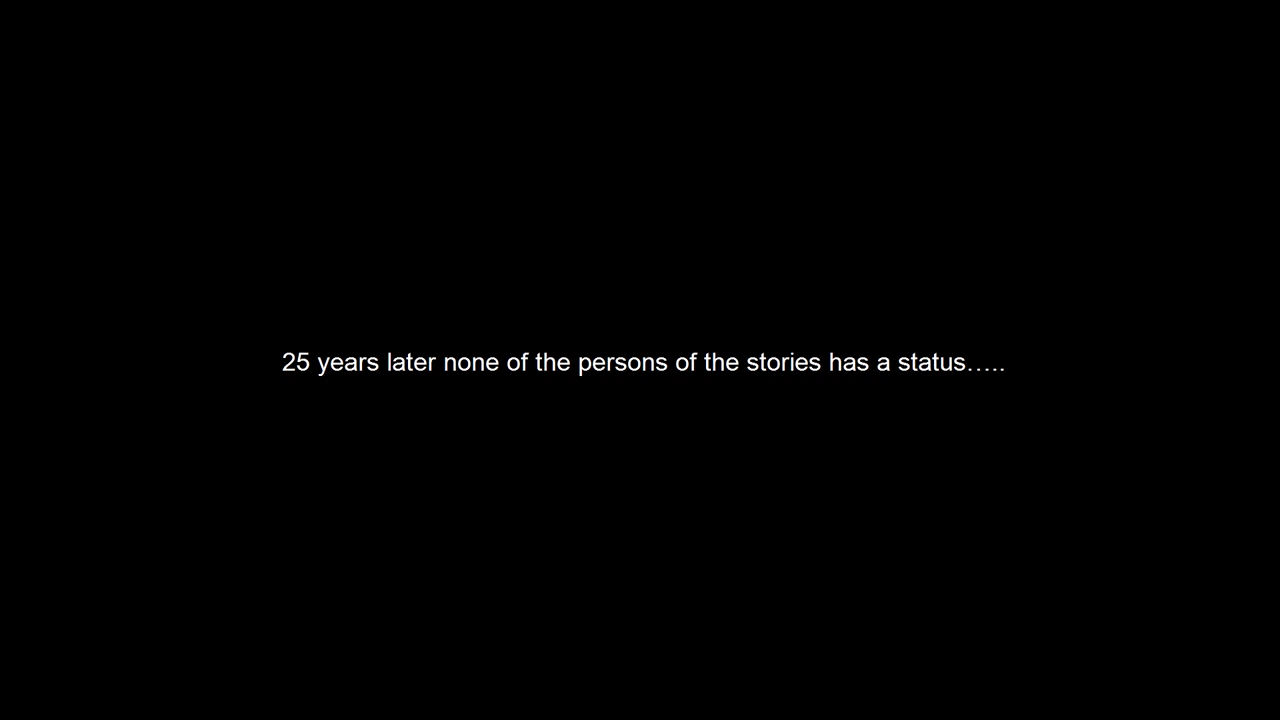 25 years later none of the persons of the stories has a status…..